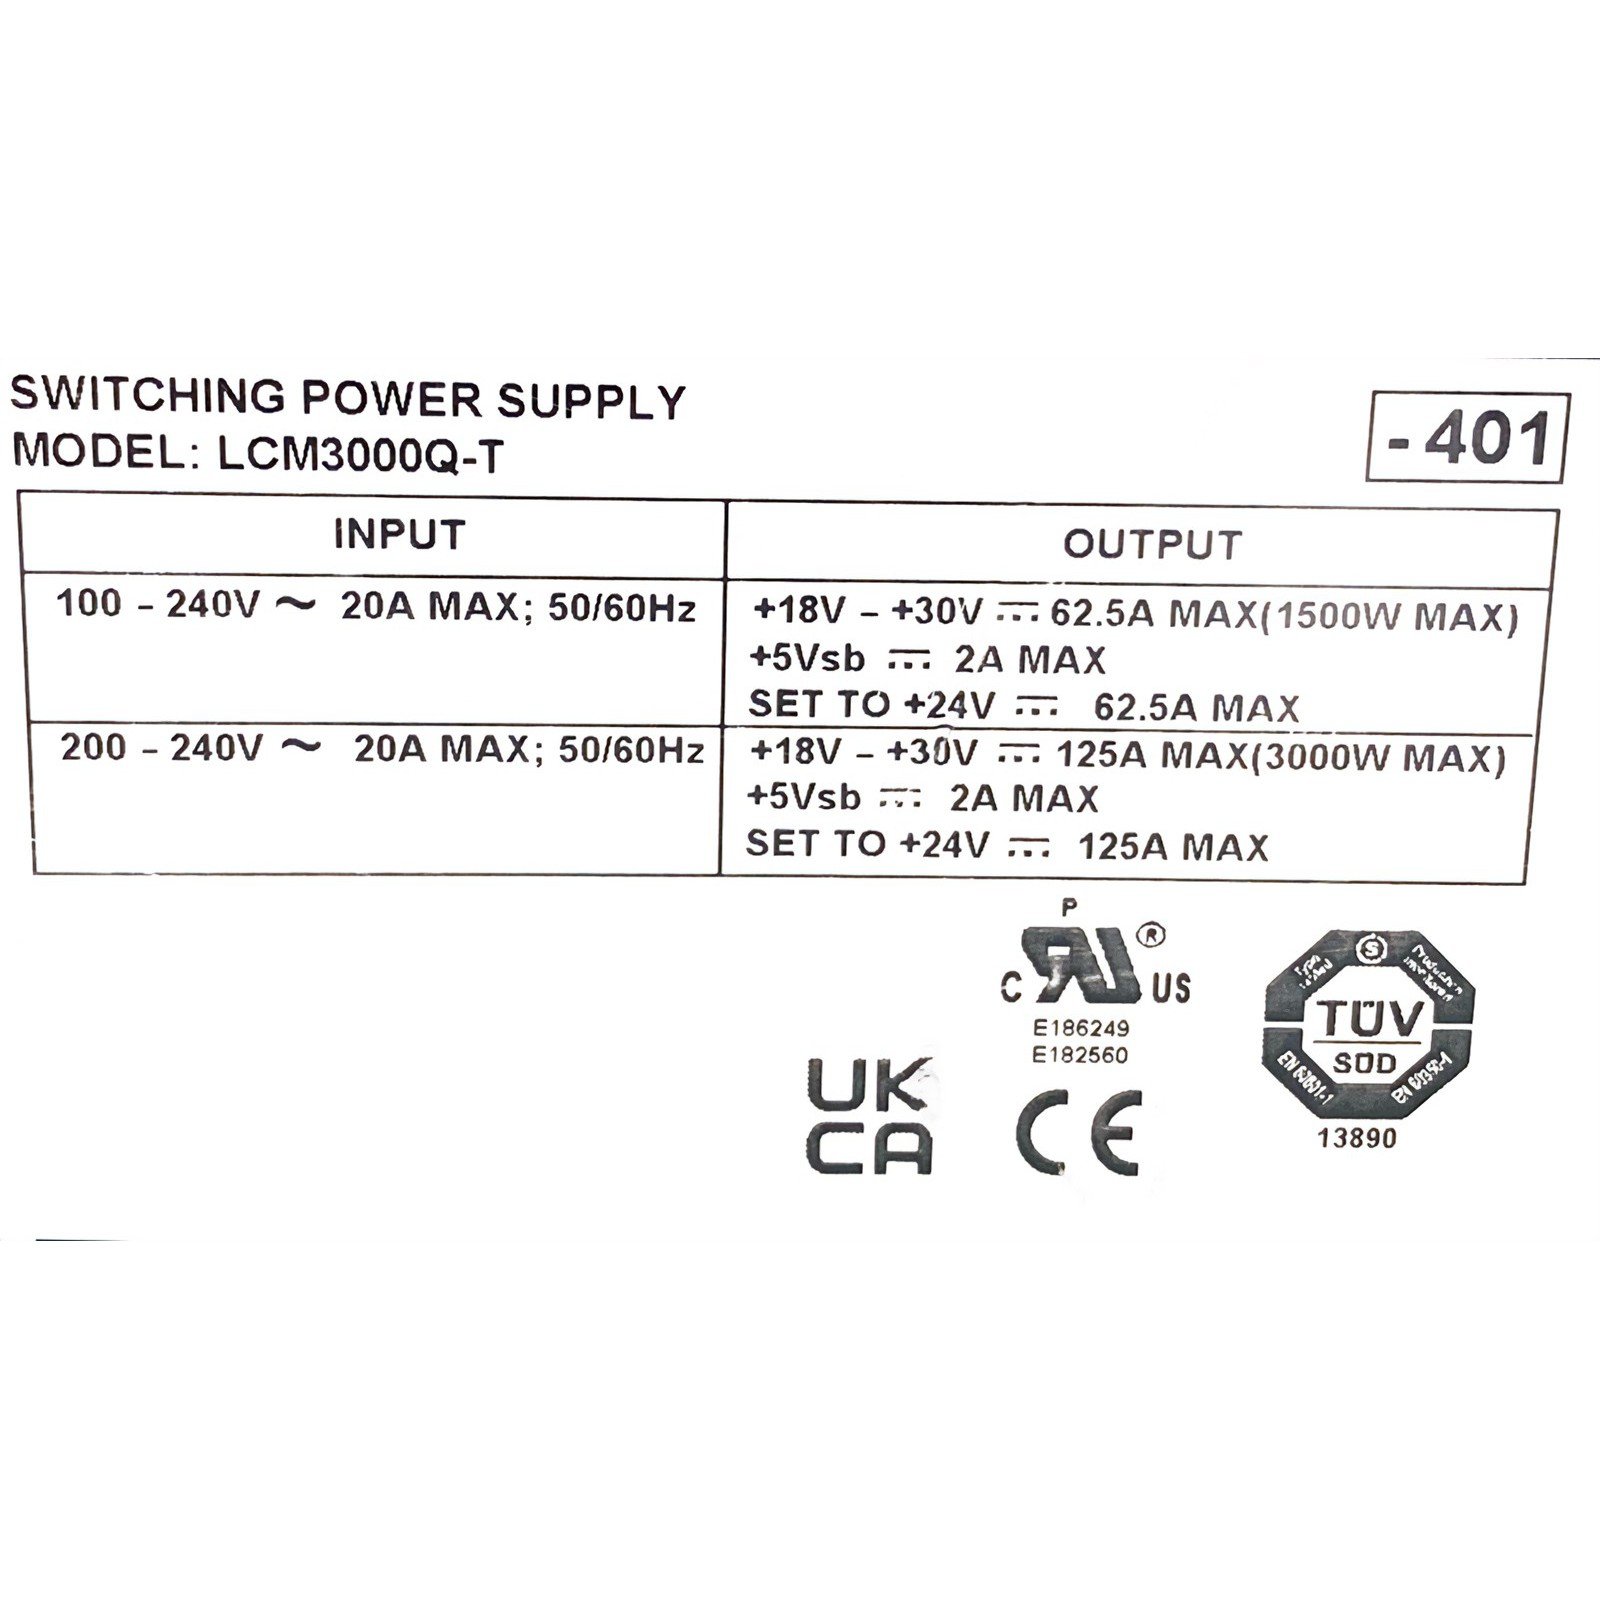 SWITCHING POWER SUPPLY
MODEL: LCM3000Q-T
-401
INPUT
OUTPUT
100 - 240V ~ 20A MAX; 50/60Hz
+18V - +30V ⎓ 62.5A MAX(1500W MAX)
+5Vsb ⎓ 2A MAX
SET TO +24V ⎓ 62.5A MAX
200 - 240V ~ 20A MAX; 50/60Hz
+18V - +30V ⎓ 125A MAX(3000W MAX)
+5Vsb ⎓ 2A MAX
SET TO +24V ⎓ 125A MAX
P
C RU ® US
E186249
E182560
UK
CA
CE
S
TÜV
SÜD
13890